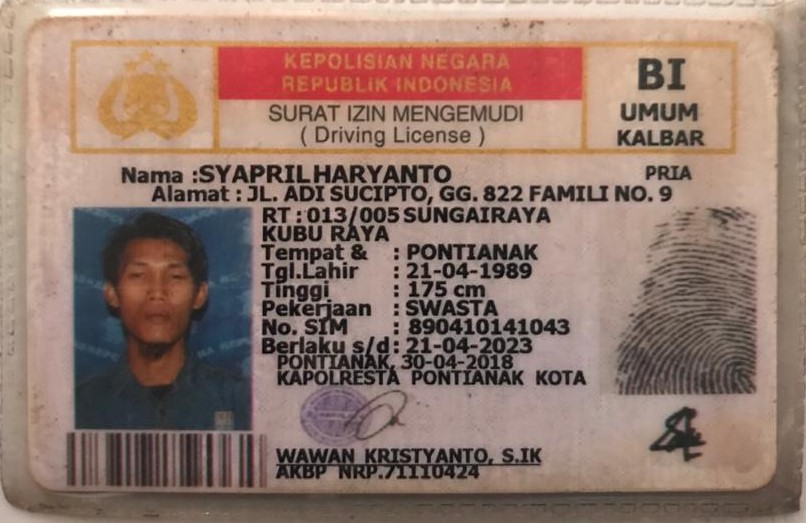 KEPOLISIAN NEGARA
REPUBLIK INDONESIA
SURAT IZIN MENGEMUDI
( Driving License )
BI
UMUM
KALBAR
Nama :SYAPRILHARYANTO PRIA
Alamat : JL. ADI SUCIPTO, GG. 822 FAMILI NO. 9
RT : 013/005 SUNGAIRAYA
KUBU RAYA
Tempat & : PONTIANAK
Tgl.Lahir : 21-04-1989
Tinggi : 175 cm
Pekerjaan : SWASTA
No. SIM : 890410141043
Berlaku s/d : 21-04-2023
PONTIANAK, 30-04-2018
KAPOLRESTA PONTIANAK KOTA
WAWAN KRISTYANTO, S.IK
AKBP NRP.71110424